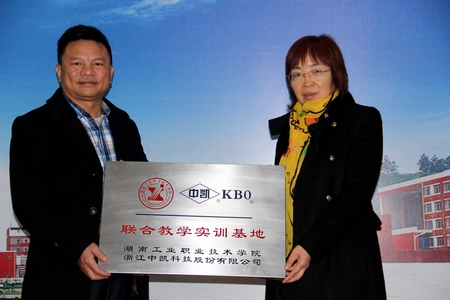 中凯 ® KB0 ®
联合教学实训基地
湖南工业职业技术学院
浙江中凯科技股份有限公司